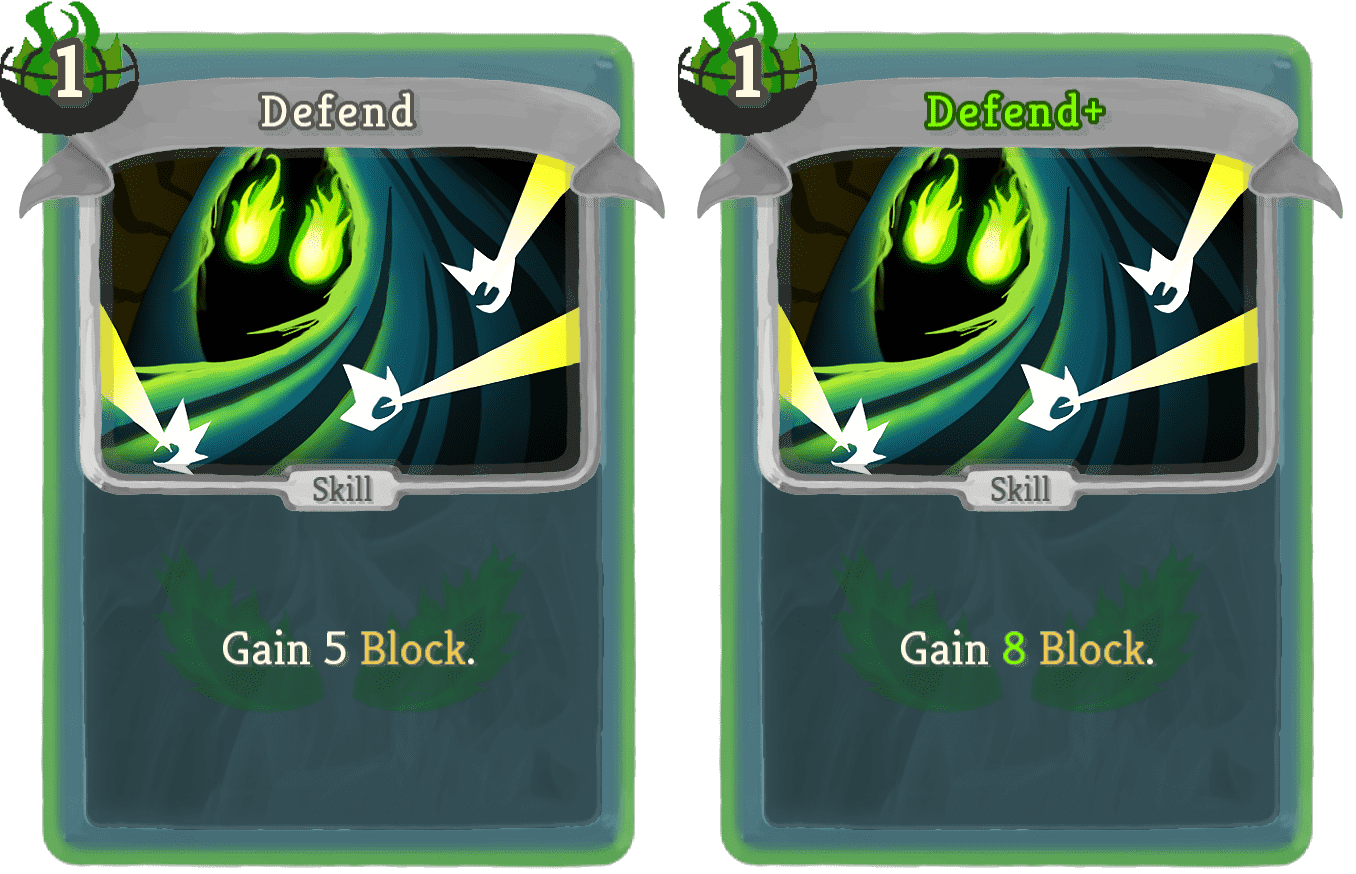 1
Defend
Skill
Gain 5 Block.
1
Defend+
Skill
Gain 8 Block.